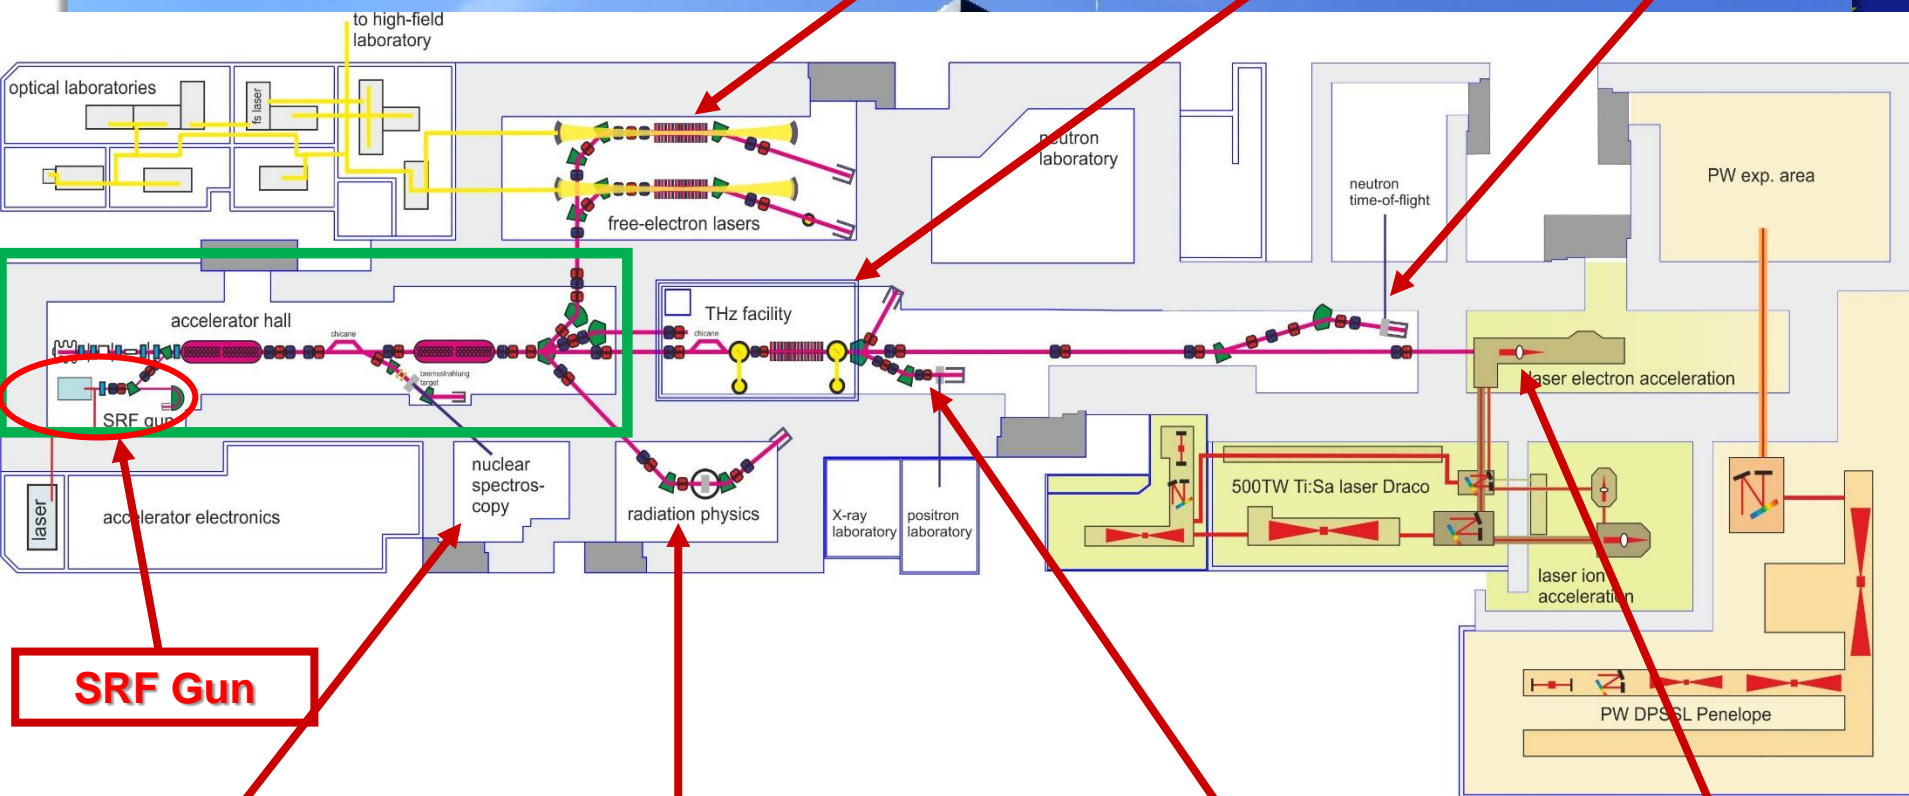 to high-field
laboratory
optical laboratories
fs laser
neutron
laboratory
neutron
time-of-flight
PW exp. area
free-electron lasers
accelerator hall
chicane
THz facility
chicane
bremsstrahlung
target
SRF gun
laser electron acceleration
laser
accelerator electronics
nuclear
spectros-
copy
radiation physics
X-ray
laboratory
positron
laboratory
500TW Ti:Sa laser Draco
laser ion
acceleration
SRF Gun
PW DPSSL Penelope